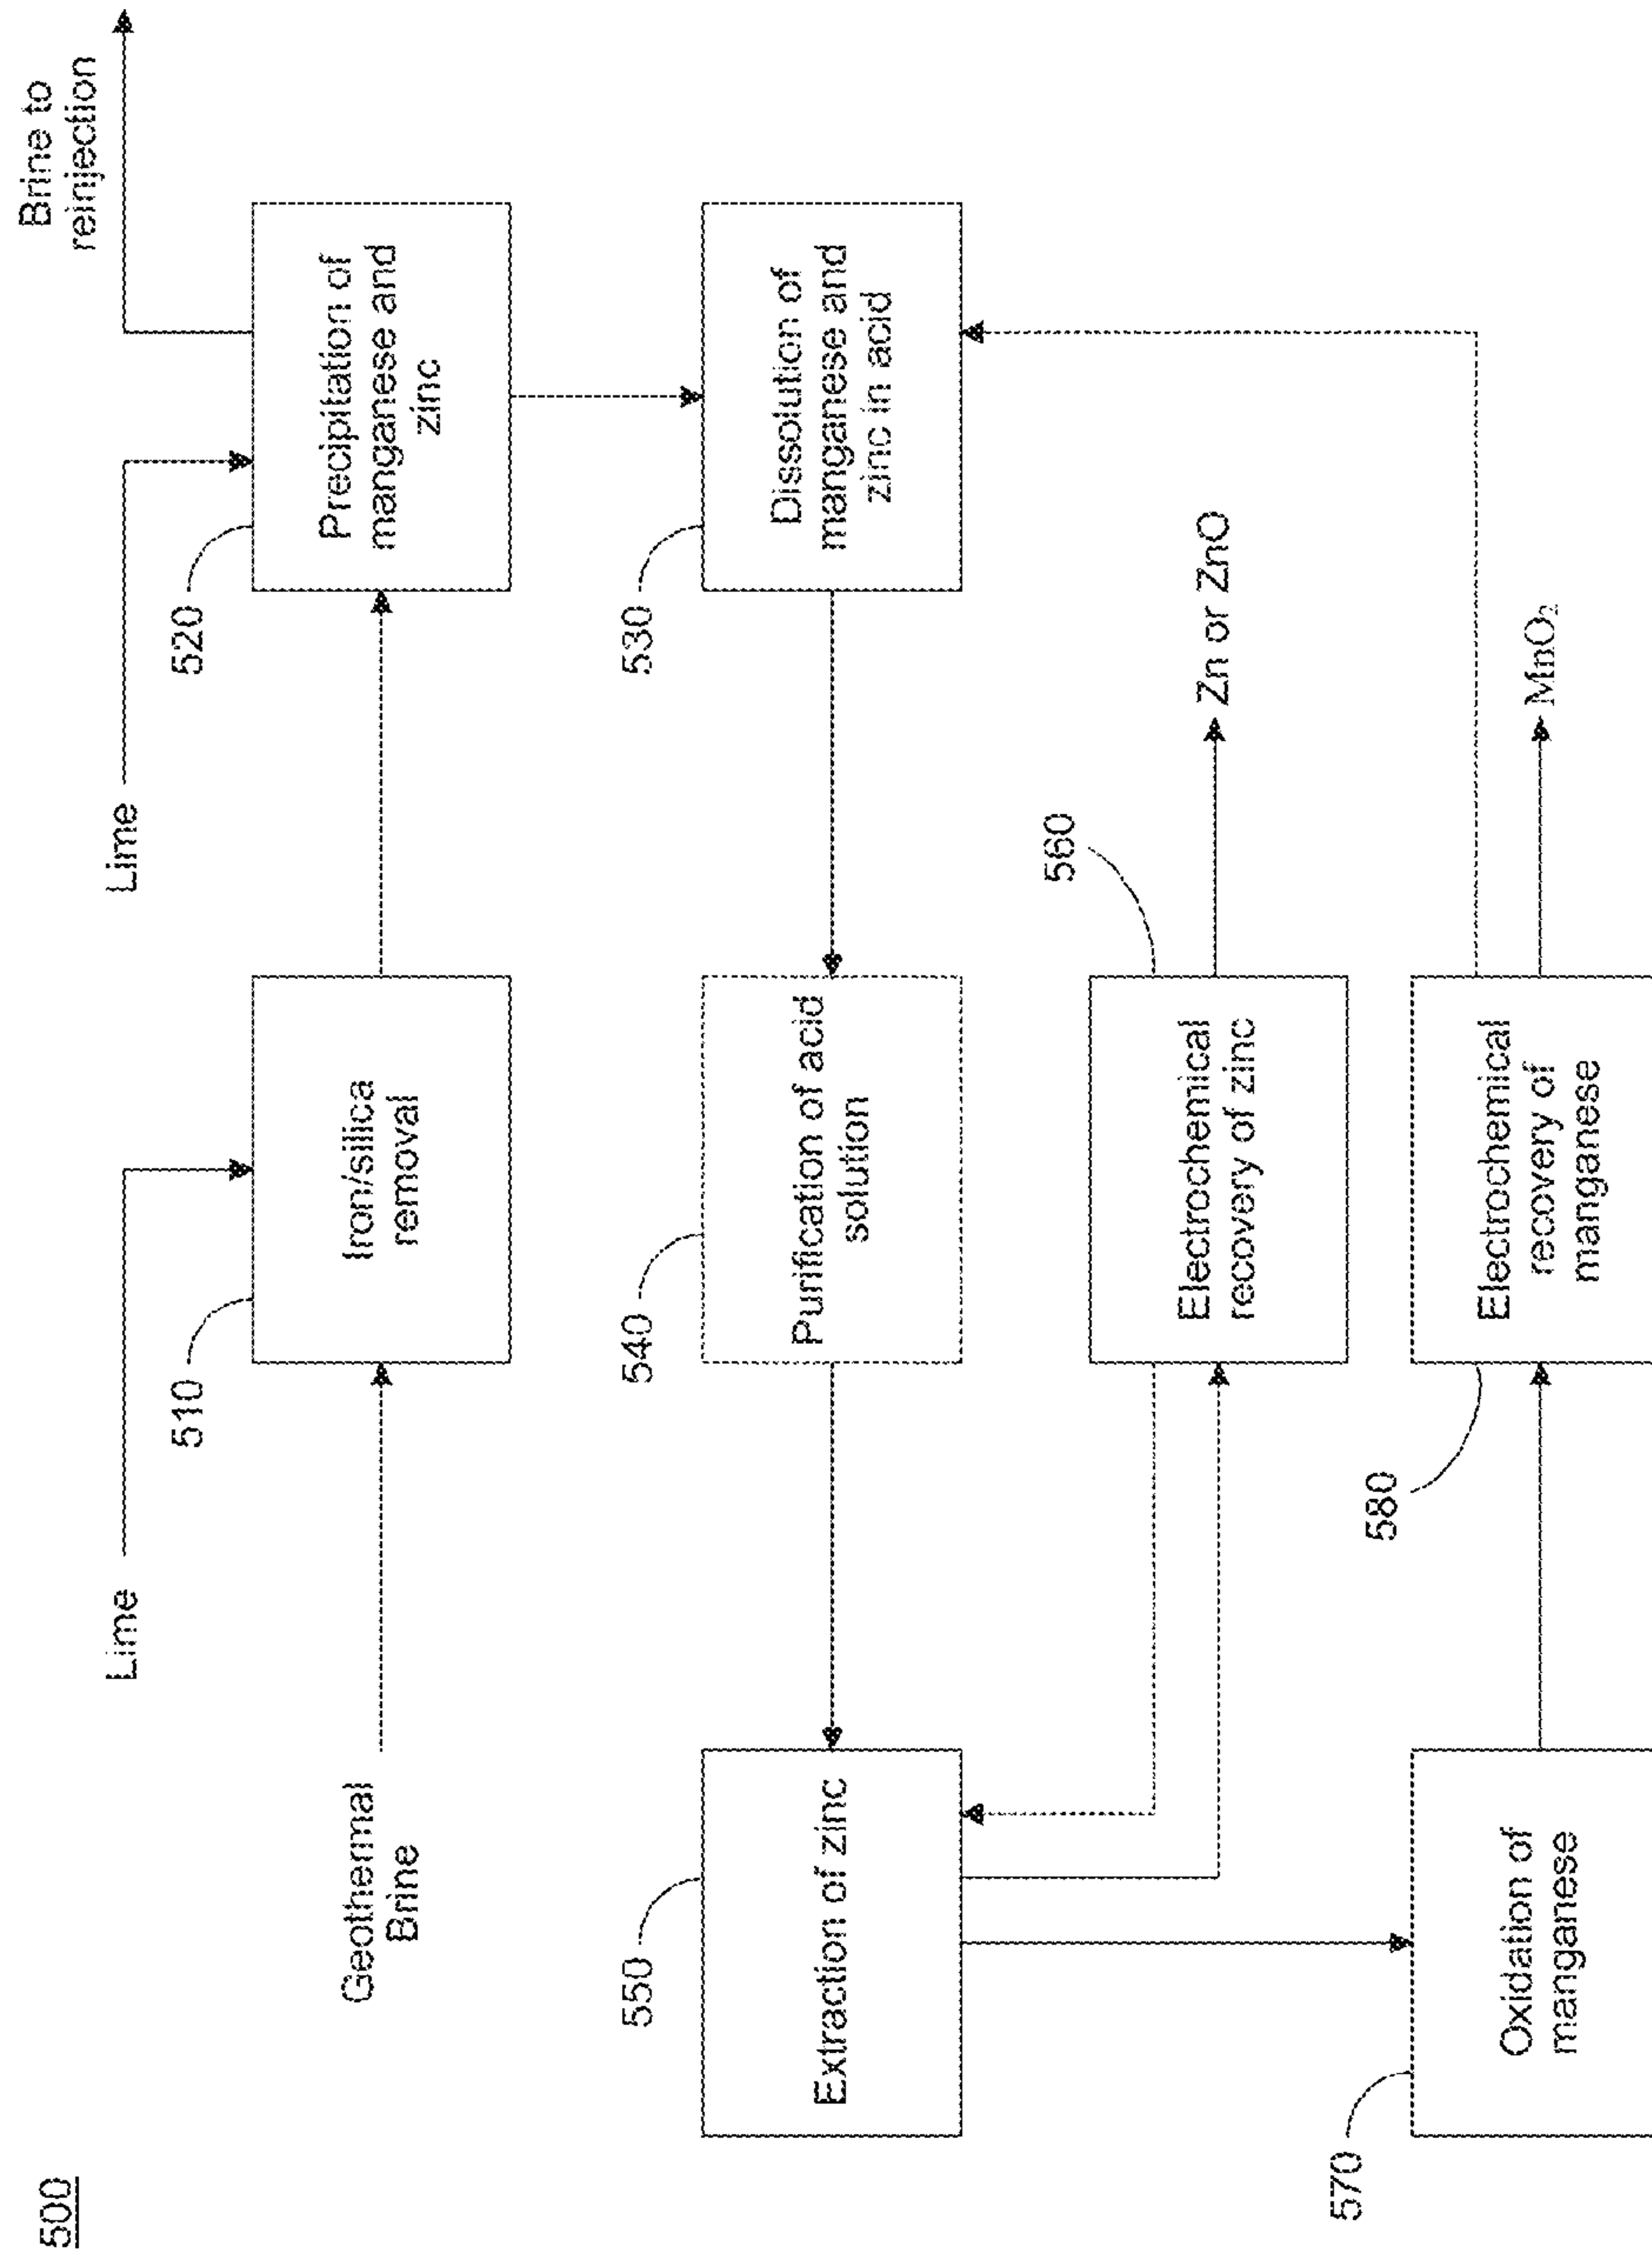 500
Brine to
reinjection
Lime
Lime
510
520
Geothermal
Brine
Iron/silica
removal
Precipitation of
manganese and
zinc
550
540
530
Extraction of zinc
Purification of acid
solution
Dissolution of
manganese and
zinc in acid
560
Electrochemical
recovery of zinc
Zn or ZnO
570
580
Oxidation of
manganese
Electrochemical
recovery of
manganese
MnO₂